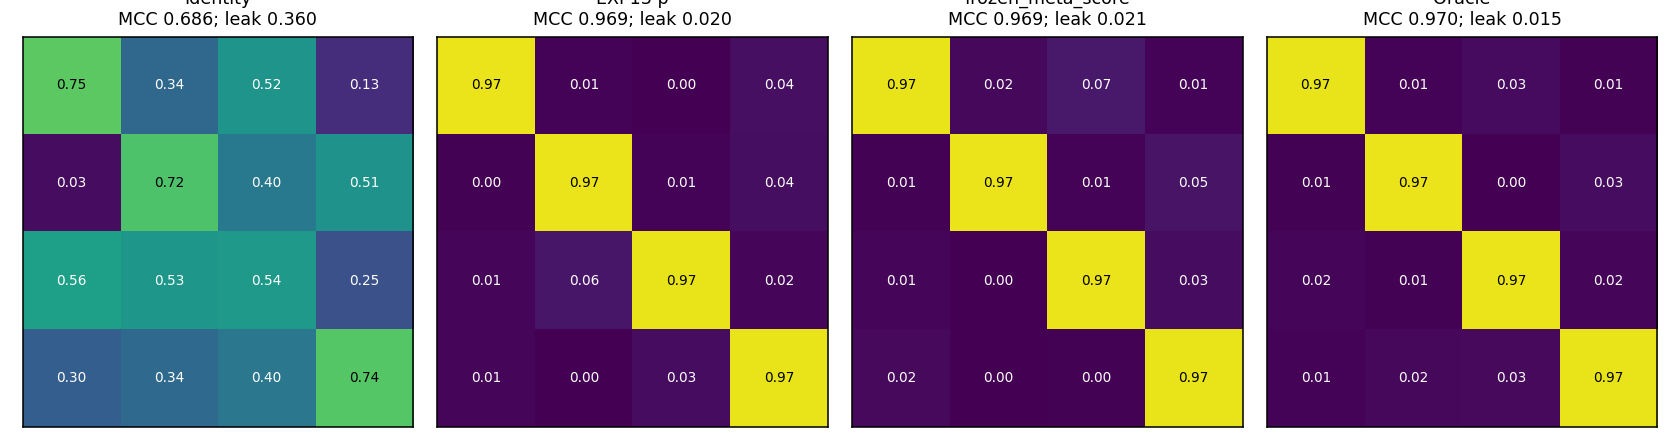 Identity
MCC 0.686; leak 0.360
MCC 0.969; leak 0.020
frozen_meta_score
MCC 0.969; leak 0.021
Oracle
MCC 0.970; leak 0.015
0.75 0.34 0.52 0.13
0.03 0.72 0.40 0.51
0.56 0.53 0.54 0.25
0.30 0.34 0.40 0.74
0.97 0.01 0.00 0.04
0.00 0.97 0.01 0.04
0.01 0.06 0.97 0.02
0.01 0.00 0.03 0.97
0.97 0.02 0.07 0.01
0.01 0.97 0.01 0.05
0.01 0.00 0.97 0.03
0.02 0.00 0.00 0.97
0.97 0.01 0.03 0.01
0.01 0.97 0.00 0.03
0.02 0.01 0.97 0.02
0.01 0.02 0.03 0.97